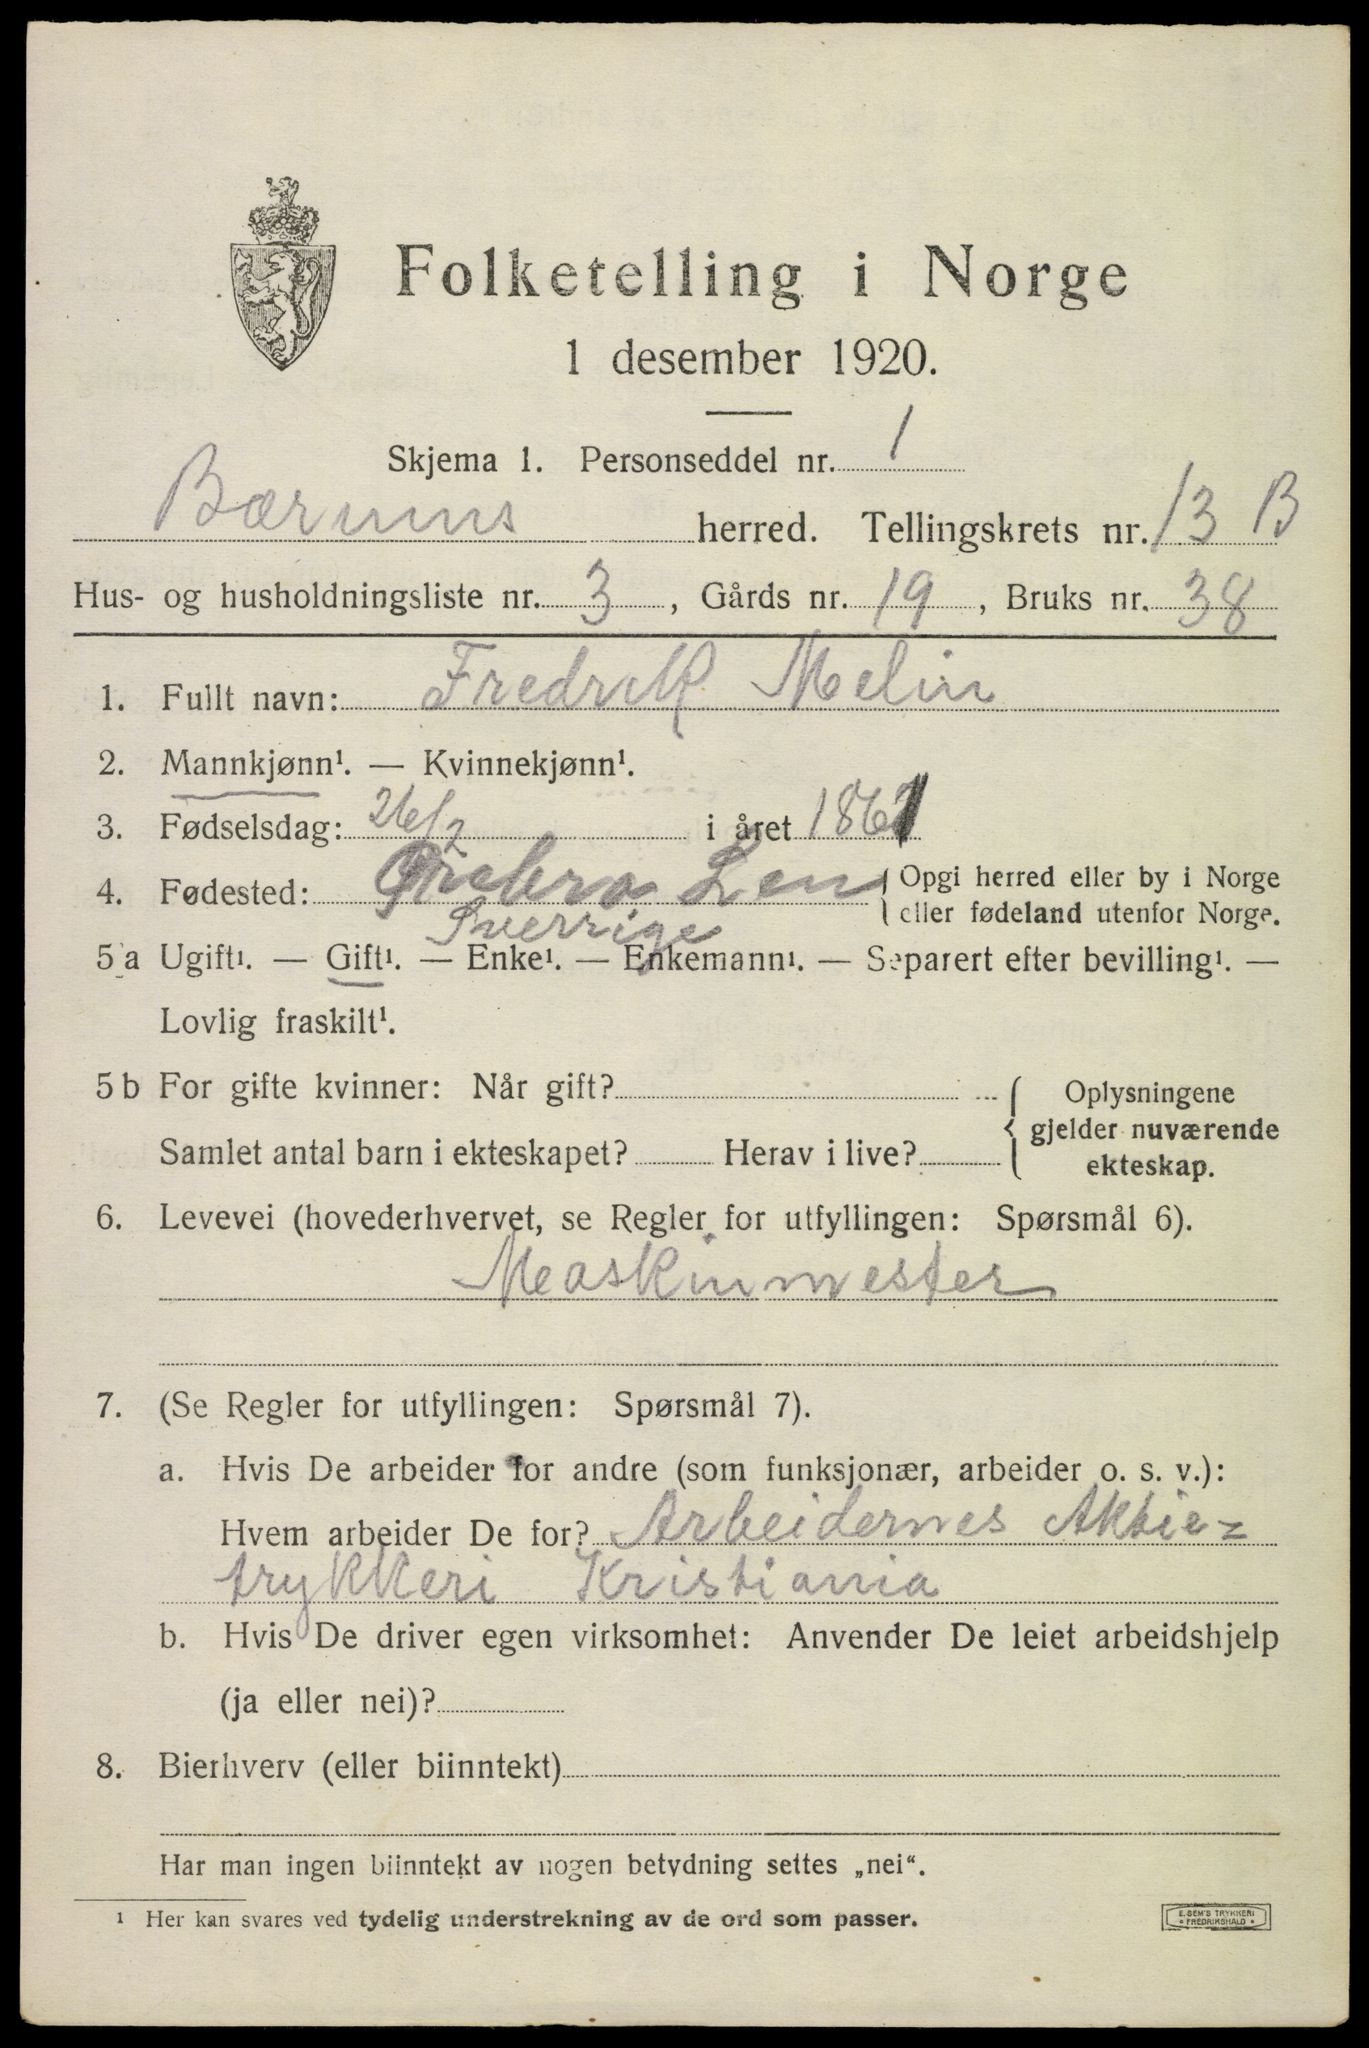 Folketelling i Norge
1 desember 1920.
Skjema 1. Personseddel nr. 1
Bærums herred. Tellingskrets nr. 13 B
Hus- og husholdningsliste nr. 3, Gårds nr. 19, Bruks nr. 38
1. Fullt navn: Fredrik Melin
2. Mannkjønn¹. — Kvinnekjønn¹.
3. Fødselsdag: 26/2 i året
4. Fødested: Örebro Len { Opgi herred eller by i Norge
eller fødeland utenfor Norge.
Sverrige
5 a Ugift¹. — Gift¹. — Enke¹. — Enkemann¹. — Separert efter bevilling¹. —
Lovlig fraskilt¹.
5 b For gifte kvinner: Når gift? { Oplysningene
gjelder nuværende
Samlet antal barn i ekteskapet? Herav i live?
ekteskap.
6. Levevei (hovederhvervet, se Regler for utfyllingen: Spørsmål 6).
Maskinmester
7. (Se Regler for utfyllingen: Spørsmål 7).
a. Hvis De arbeider for andre (som funksjonær, arbeider o. s. v.):
Hvem arbeider De for? Arbeidernes Aktie=
trykkeri Kristiania
b. Hvis De driver egen virksomhet: Anvender De leiet arbeidshjelp
(ja eller nei)?
8. Bierhverv (eller biinntekt)
Har man ingen biinntekt av nogen betydning settes „nei“.
¹ Her kan svares ved tydelig understrekning av de ord som passer.
E. SEM'S TRYKKERI
• FREDRIKSHALD •